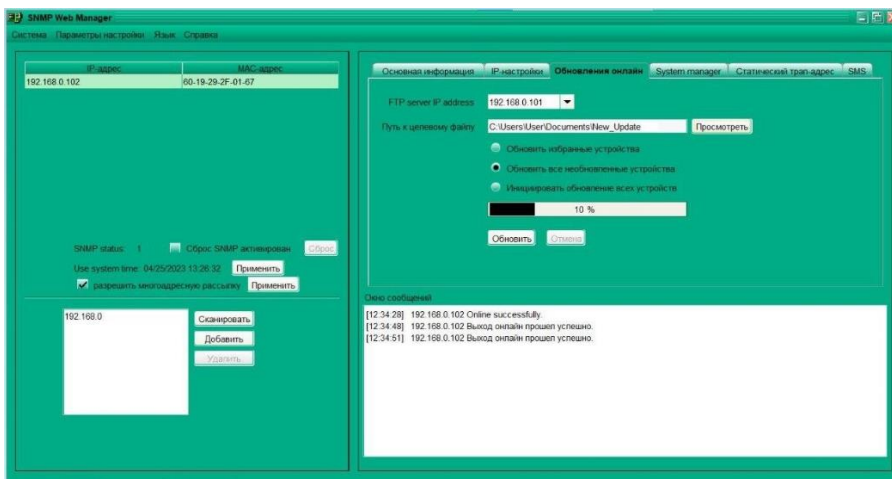 SNMP Web Manager
Система Параметры настройки Язык Справка
IP-адрес MAC-адрес
192.168.0.102 60-19-29-2F-01-67
SNMP status: 1 Сброс SNMP активирован Сброс
Use system time: 04/25/2023 13:26:32 Применить
разрешить многоадресную рассылку Применить
192.168.0
Сканировать
Добавить
Удалить
Основная информация IP-настройки Обновления онлайн System manager Статический трап-адрес SMS
FTP server IP address 192.168.0.101
Путь к целевому файлу C:\Users\User\Documents\New_Update Просмотреть
Обновить избранные устройства
Обновить все необновленные устройства
Инициировать обновление всех устройств
10 %
Обновить Отмена
Окно сообщений
[12:34:28] 192.168.0.102 Online successfully.
[12:34:48] 192.168.0.102 Выход онлайн прошел успешно.
[12:34:51] 192.168.0.102 Выход онлайн прошел успешно.